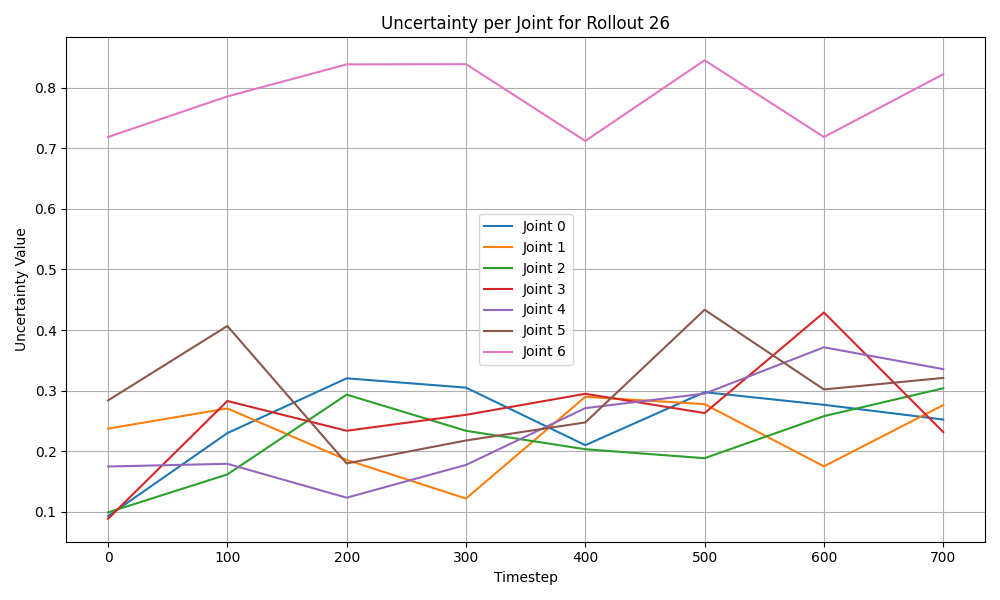 Uncertainty per Joint for Rollout 26
Uncertainty Value
0.8
0.7
0.6
0.5
0.4
0.3
0.2
0.1
Joint 0
Joint 1
Joint 2
Joint 3
Joint 4
Joint 5
Joint 6
0 100 200 300 400 500 600 700
Timestep